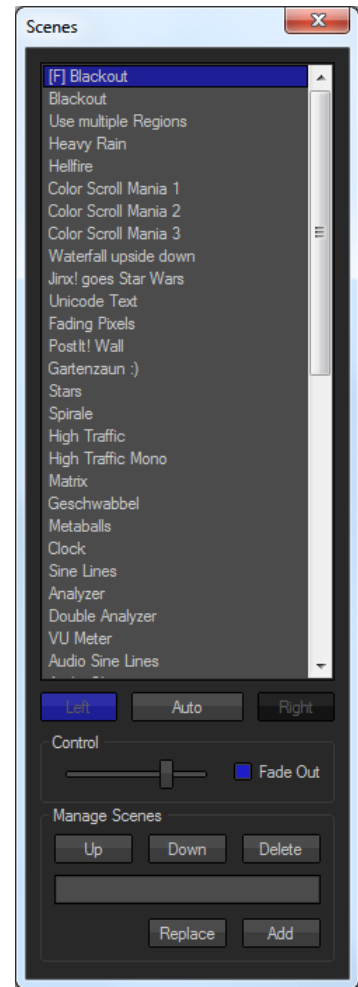 Scenes
[F] Blackout
Blackout
Use multiple Regions
Heavy Rain
Hellfire
Color Scroll Mania 1
Color Scroll Mania 2
Color Scroll Mania 3
Waterfall upside down
Jinx! goes Star Wars
Unicode Text
Fading Pixels
PostIt! Wall
Gartenzaun :)
Stars
Spirale
High Traffic
High Traffic Mono
Matrix
Geschwabbel
Metaballs
Clock
Sine Lines
Analyzer
Double Analyzer
VU Meter
Audio Sine Lines
Left Auto Right
Control
Fade Out
Manage Scenes
Up Down Delete
Replace Add